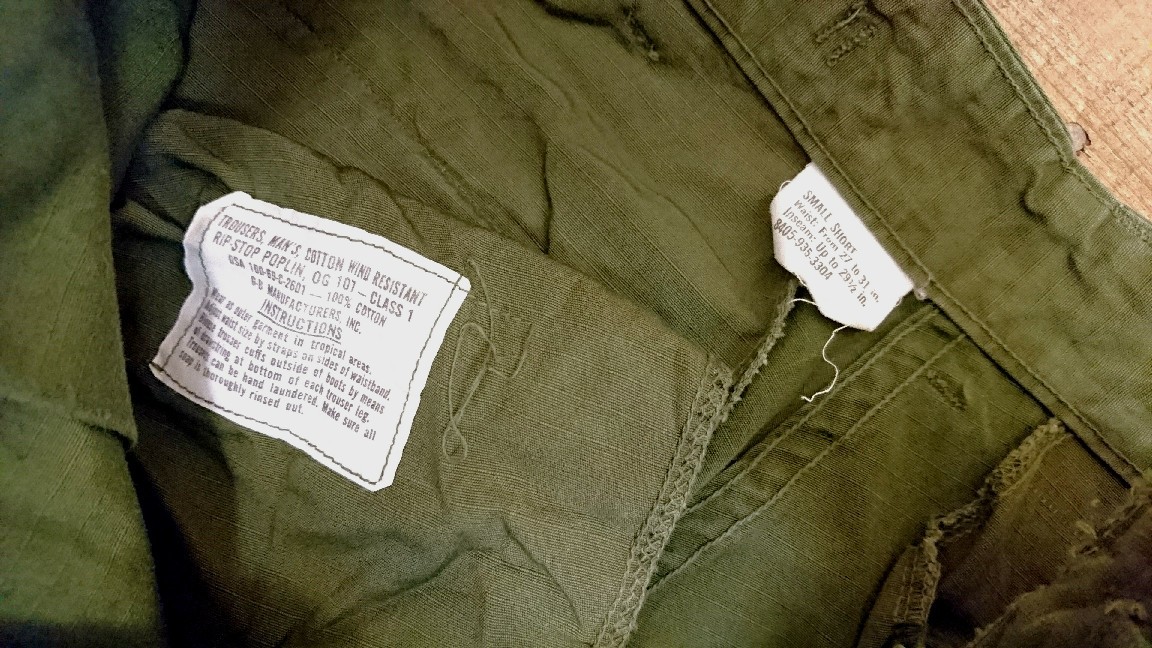 TROUSERS, MAN'S, COTTON WIND RESISTANT
RIP-STOP POPLIN, OG 107 — CLASS 1
DSA 100-69-C-2601 — 100% COTTON
G-B MANUFACTURERS, INC.
INSTRUCTIONS
wear as outer garment in tropical areas.
waist size by straps on sides of waistband.
trouser cuffs outside of boots by means
of drawstring at bottom of each trouser leg.
Trousers can be hand laundered. Make sure all
soap is thoroughly rinsed out.
SMALL SHORT
Waist: From 27 to 31 in.
Inseam: Up to 29½ in.
8405-935-3304